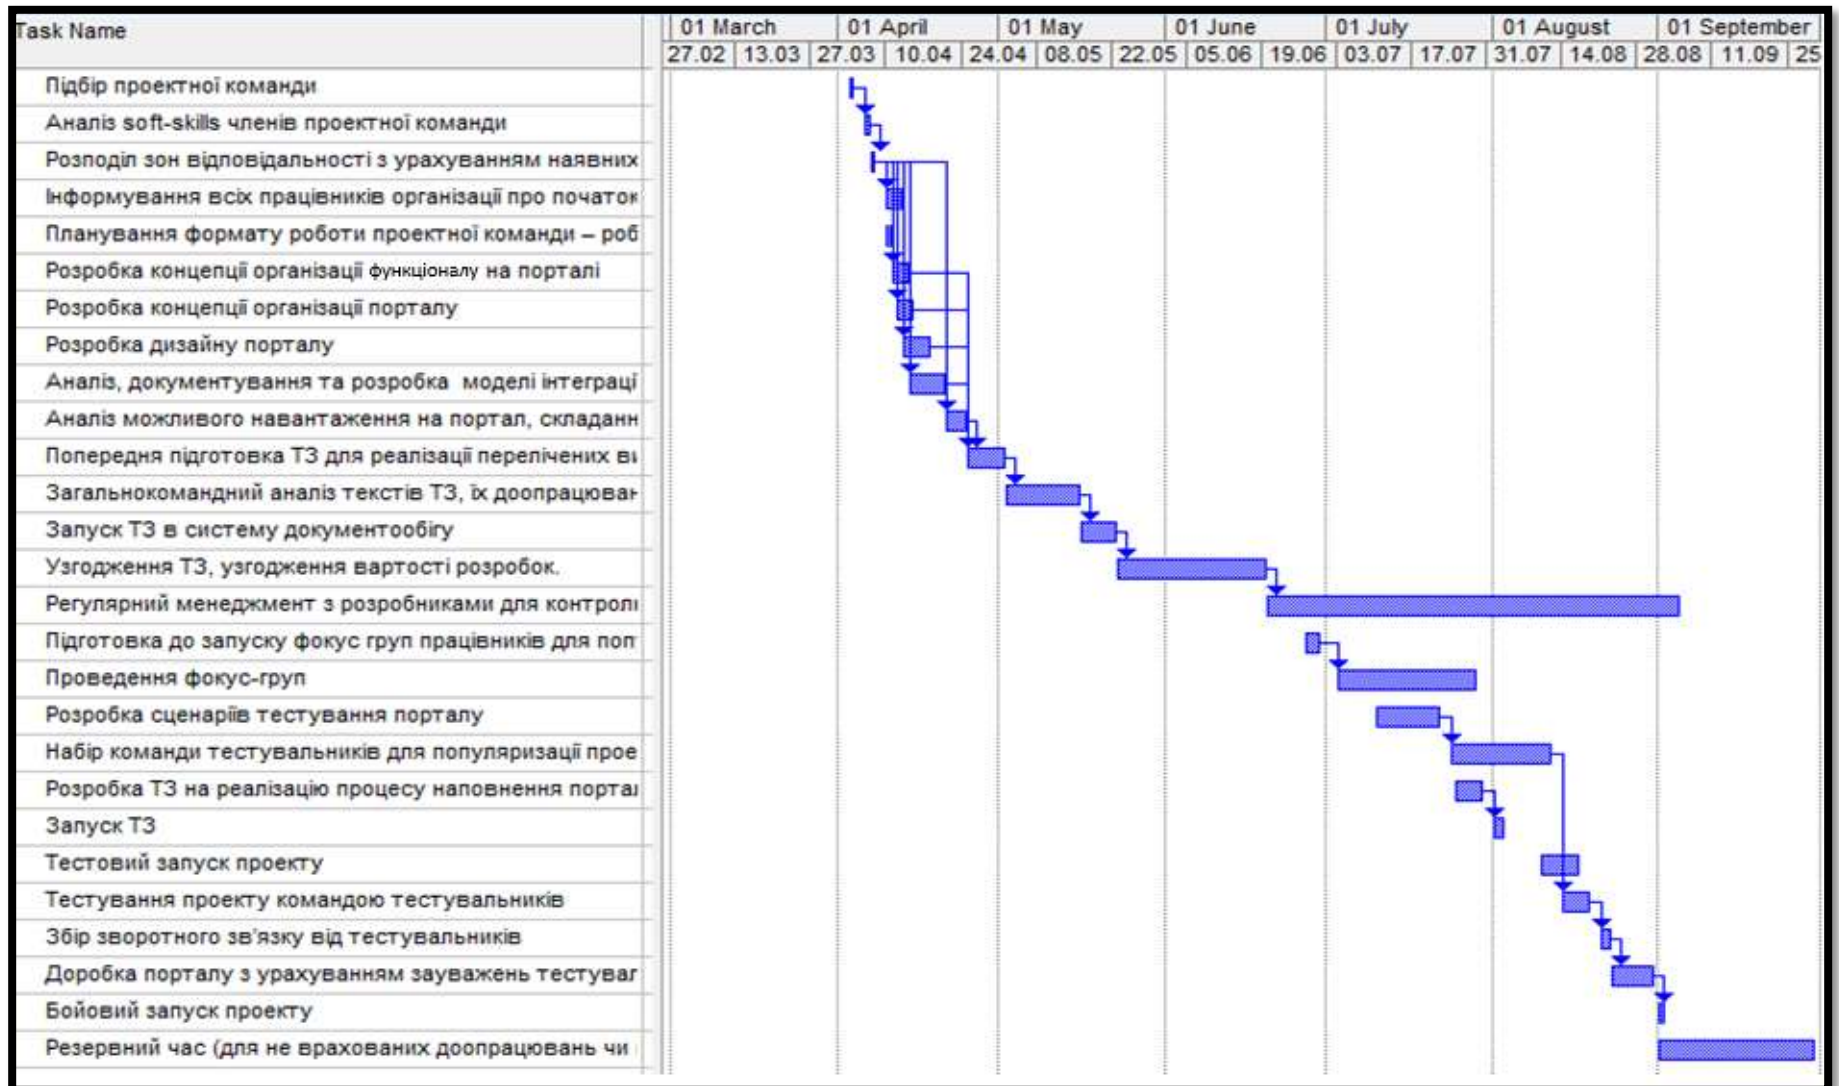 Task Name
01 March 01 April 01 May 01 June 01 July 01 August 01 September
27.02 13.03 27.03 10.04 24.04 08.05 22.05 05.06 19.06 03.07 17.07 31.07 14.08 28.08 11.09 25
Підбір проектної команди
Аналіз soft-skills членів проектної команди
Розподіл зон відповідальності з урахуванням наявних
Інформування всіх працівників організації про початок
Планування формату роботи проектної команди – роб
Розробка концепції організації функціоналу на порталі
Розробка концепції організації порталу
Розробка дизайну порталу
Аналіз, документування та розробка моделі інтеграції
Аналіз можливого навантаження на портал, складанн
Попередня підготовка ТЗ для реалізації перелічених ви
Загальнокомандний аналіз текстів ТЗ, їх доопрацюван
Запуск ТЗ в систему документообігу
Узгодження ТЗ, узгодження вартості розробок.
Регулярний менеджмент з розробниками для контрол
Підготовка до запуску фокус груп працівників для поп
Проведення фокус-груп
Розробка сценаріїв тестування порталу
Набір команди тестувальників для популяризації прое
Розробка ТЗ на реалізацію процесу наповнення портал
Запуск ТЗ
Тестовий запуск проекту
Тестування проекту командою тестувальників
Збір зворотного зв'язку від тестувальників
Доробка порталу з урахуванням зауважень тестувал
Бойовий запуск проекту
Резервний час (для не врахованих доопрацювань чи